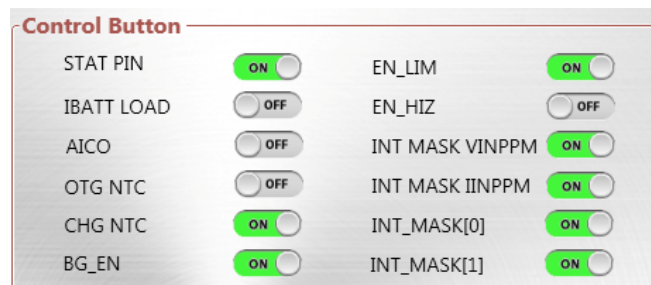 Control Button
STAT PIN ON EN_LIM ON
IBATT LOAD OFF EN_HIZ OFF
AICO OFF INT MASK VINPPM ON
OTG NTC OFF INT MASK IINPPM ON
CHG NTC ON INT_MASK[0] ON
BG_EN ON INT_MASK[1] ON